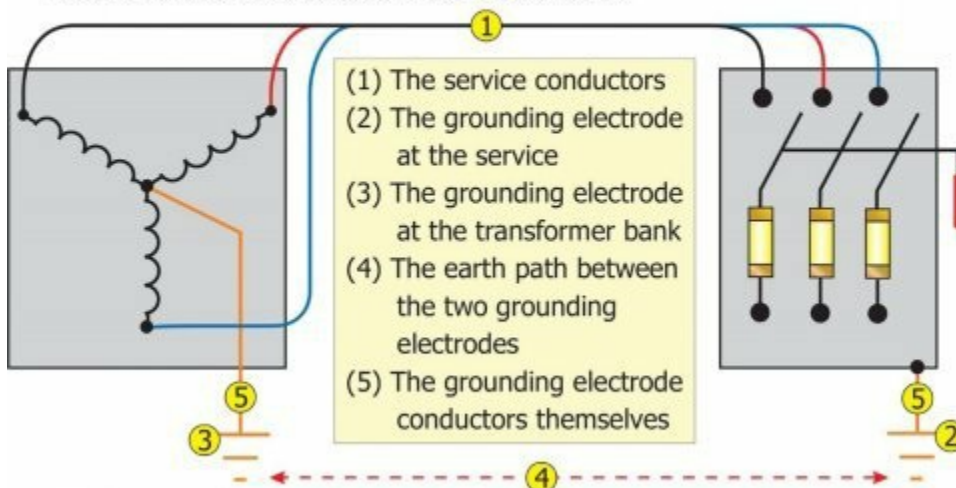 1
(1) The service conductors
(2) The grounding electrode
at the service
(3) The grounding electrode
at the transformer bank
(4) The earth path between
the two grounding
electrodes
(5) The grounding electrode
conductors themselves
5
5
3
2
4